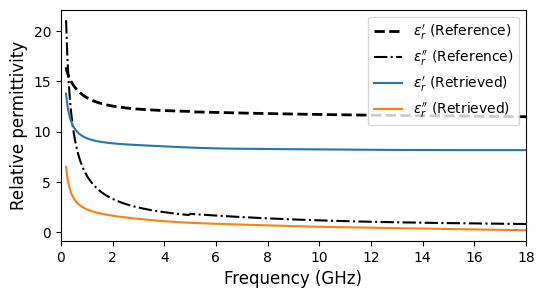 Relative permittivity
20
15
10
5
0
0 2 4 6 8 10 12 14 16 18
Frequency (GHz)
ε′ᵣ (Reference)
ε″ᵣ (Reference)
ε′ᵣ (Retrieved)
ε″ᵣ (Retrieved)